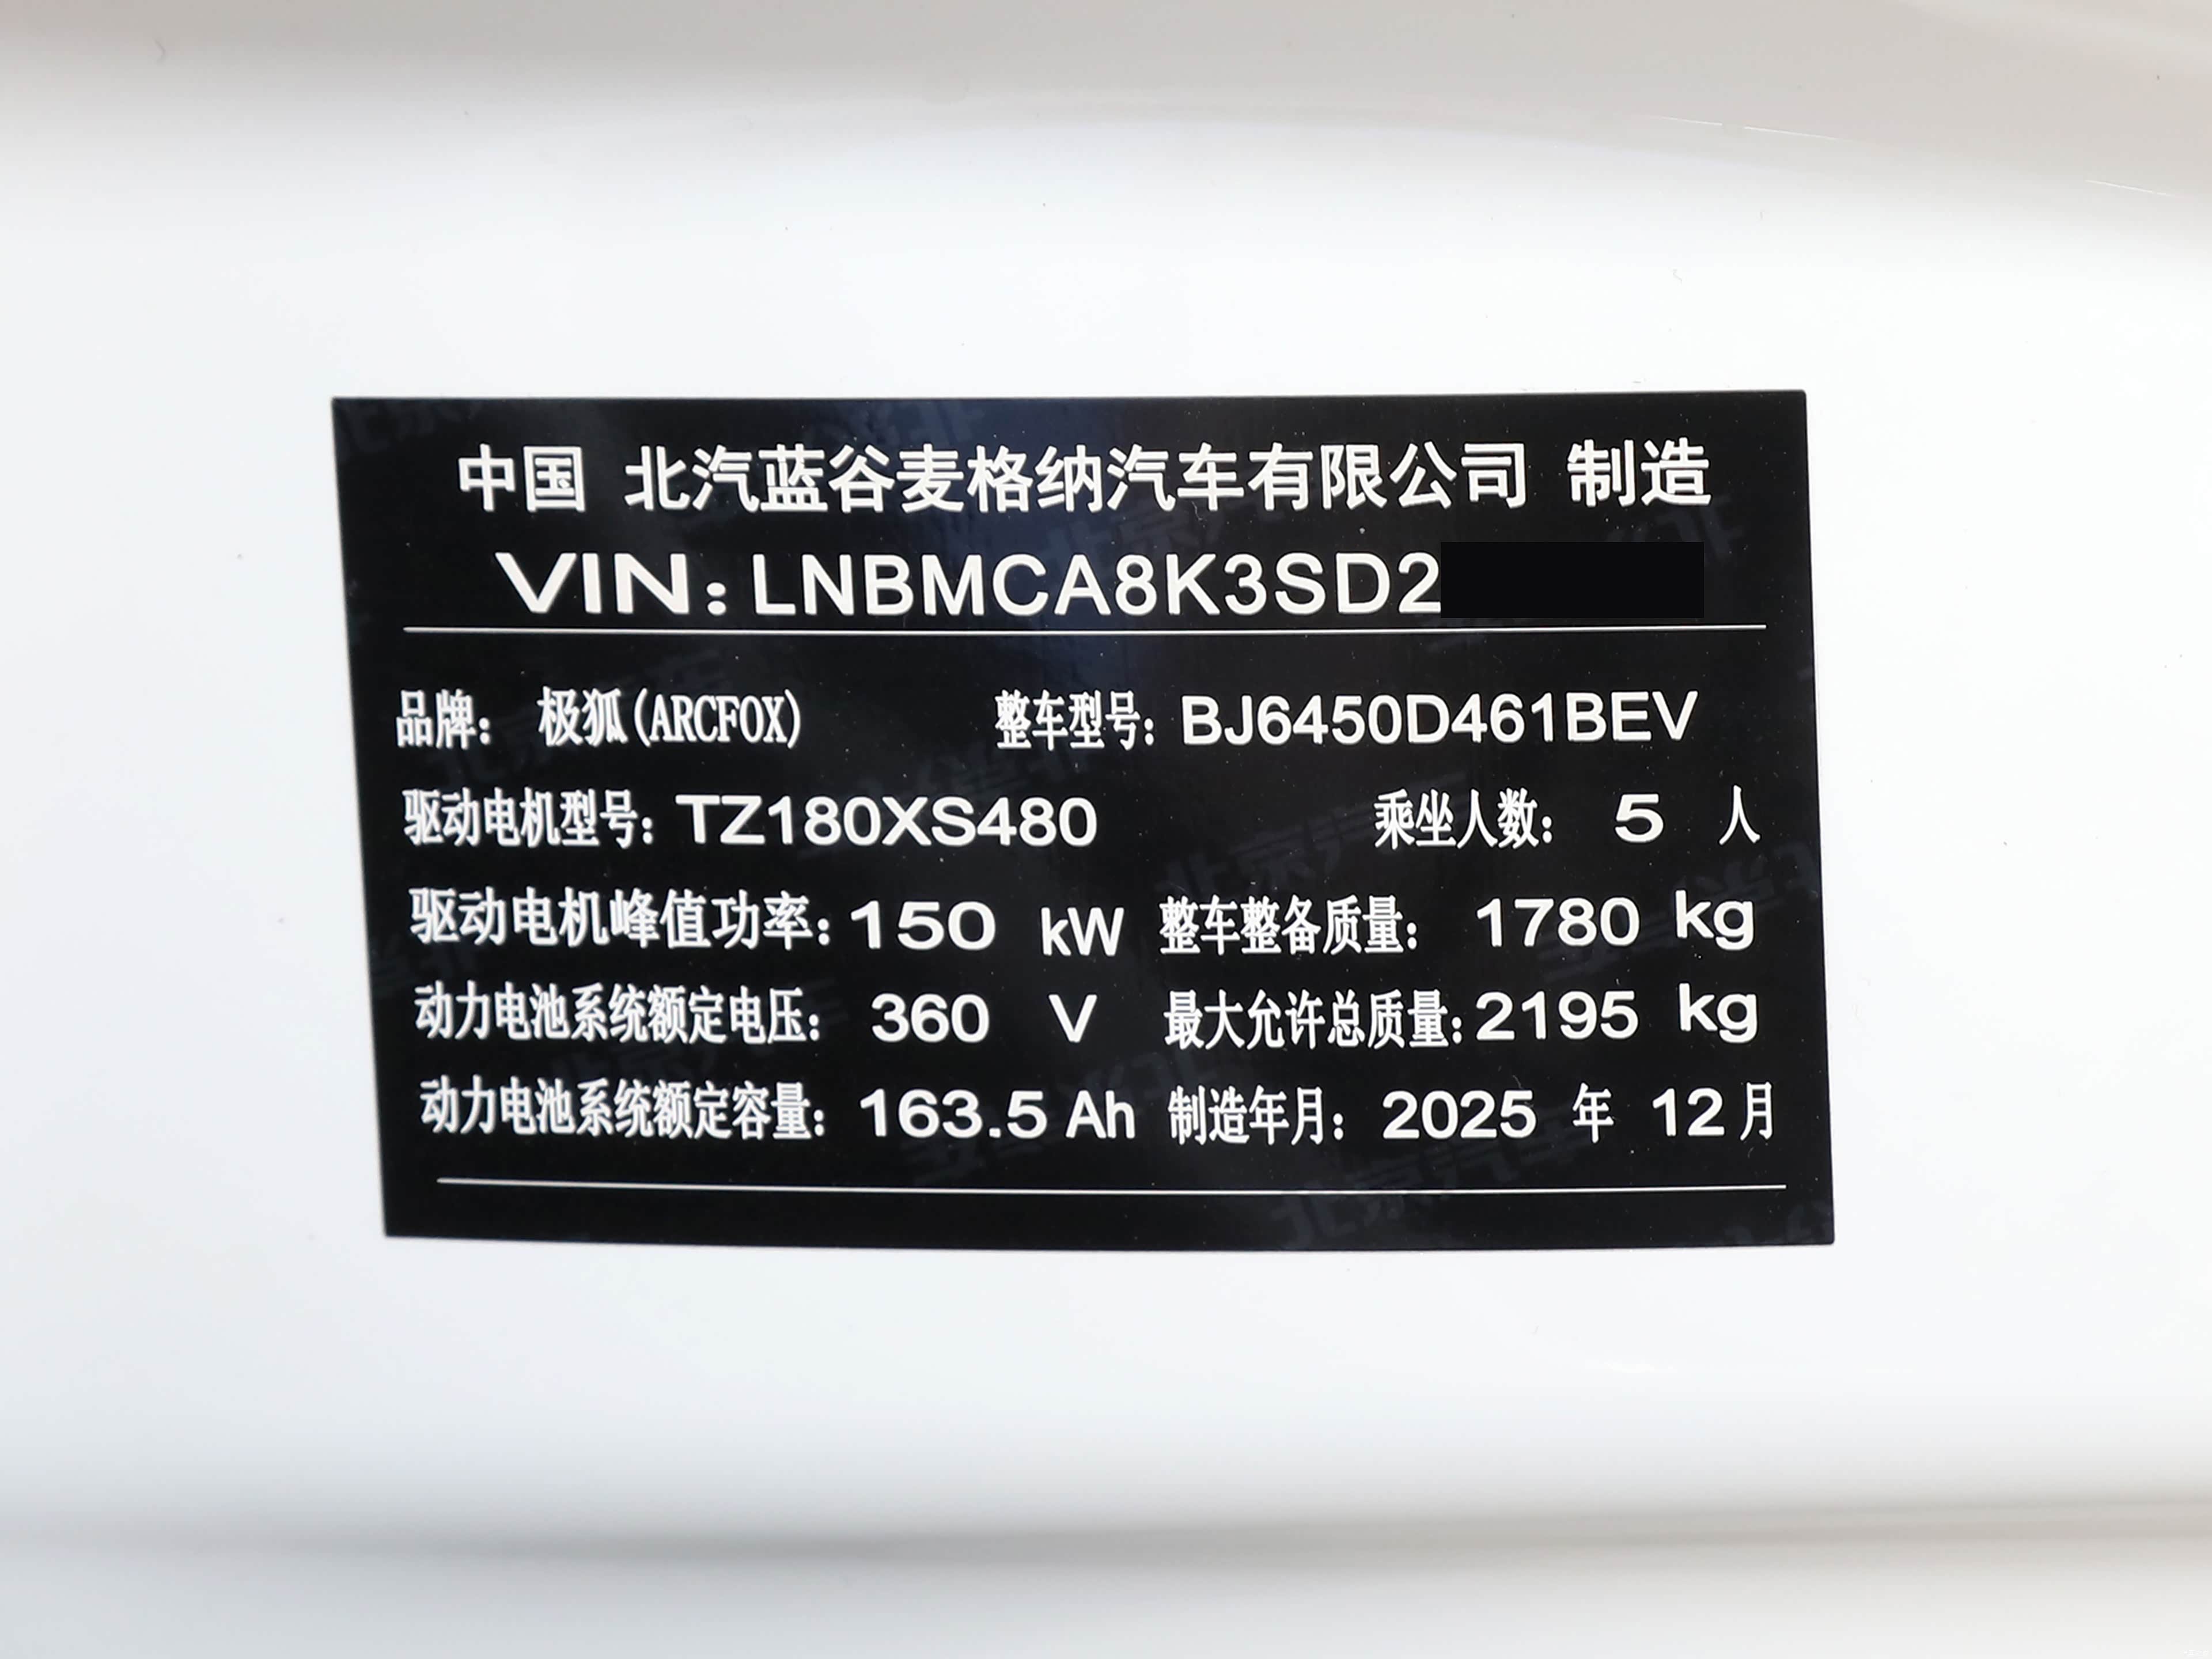 中国 北汽蓝谷麦格纳汽车有限公司 制造
VIN:LNBMCA8K3SD2
品牌: 极狐(ARCFOX) 整车型号: BJ6450D461BEV
驱动电机型号: TZ180XS480 乘坐人数: 5 人
驱动电机峰值功率: 150 kW 整车整备质量: 1780 kg
动力电池系统额定电压: 360 V 最大允许总质量: 2195 kg
动力电池系统额定容量: 163.5 Ah 制造年月: 2025 年 12 月